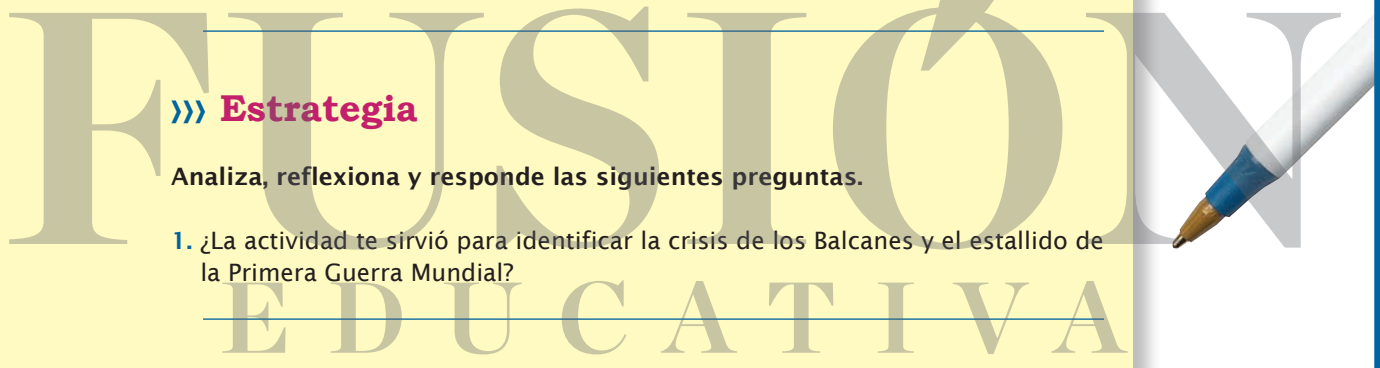 FUSIÓN
››› Estrategia
Analiza, reflexiona y responde las siguientes preguntas.
1. ¿La actividad te sirvió para identificar la crisis de los Balcanes y el estallido de
la Primera Guerra Mundial?
EDUCATIVA